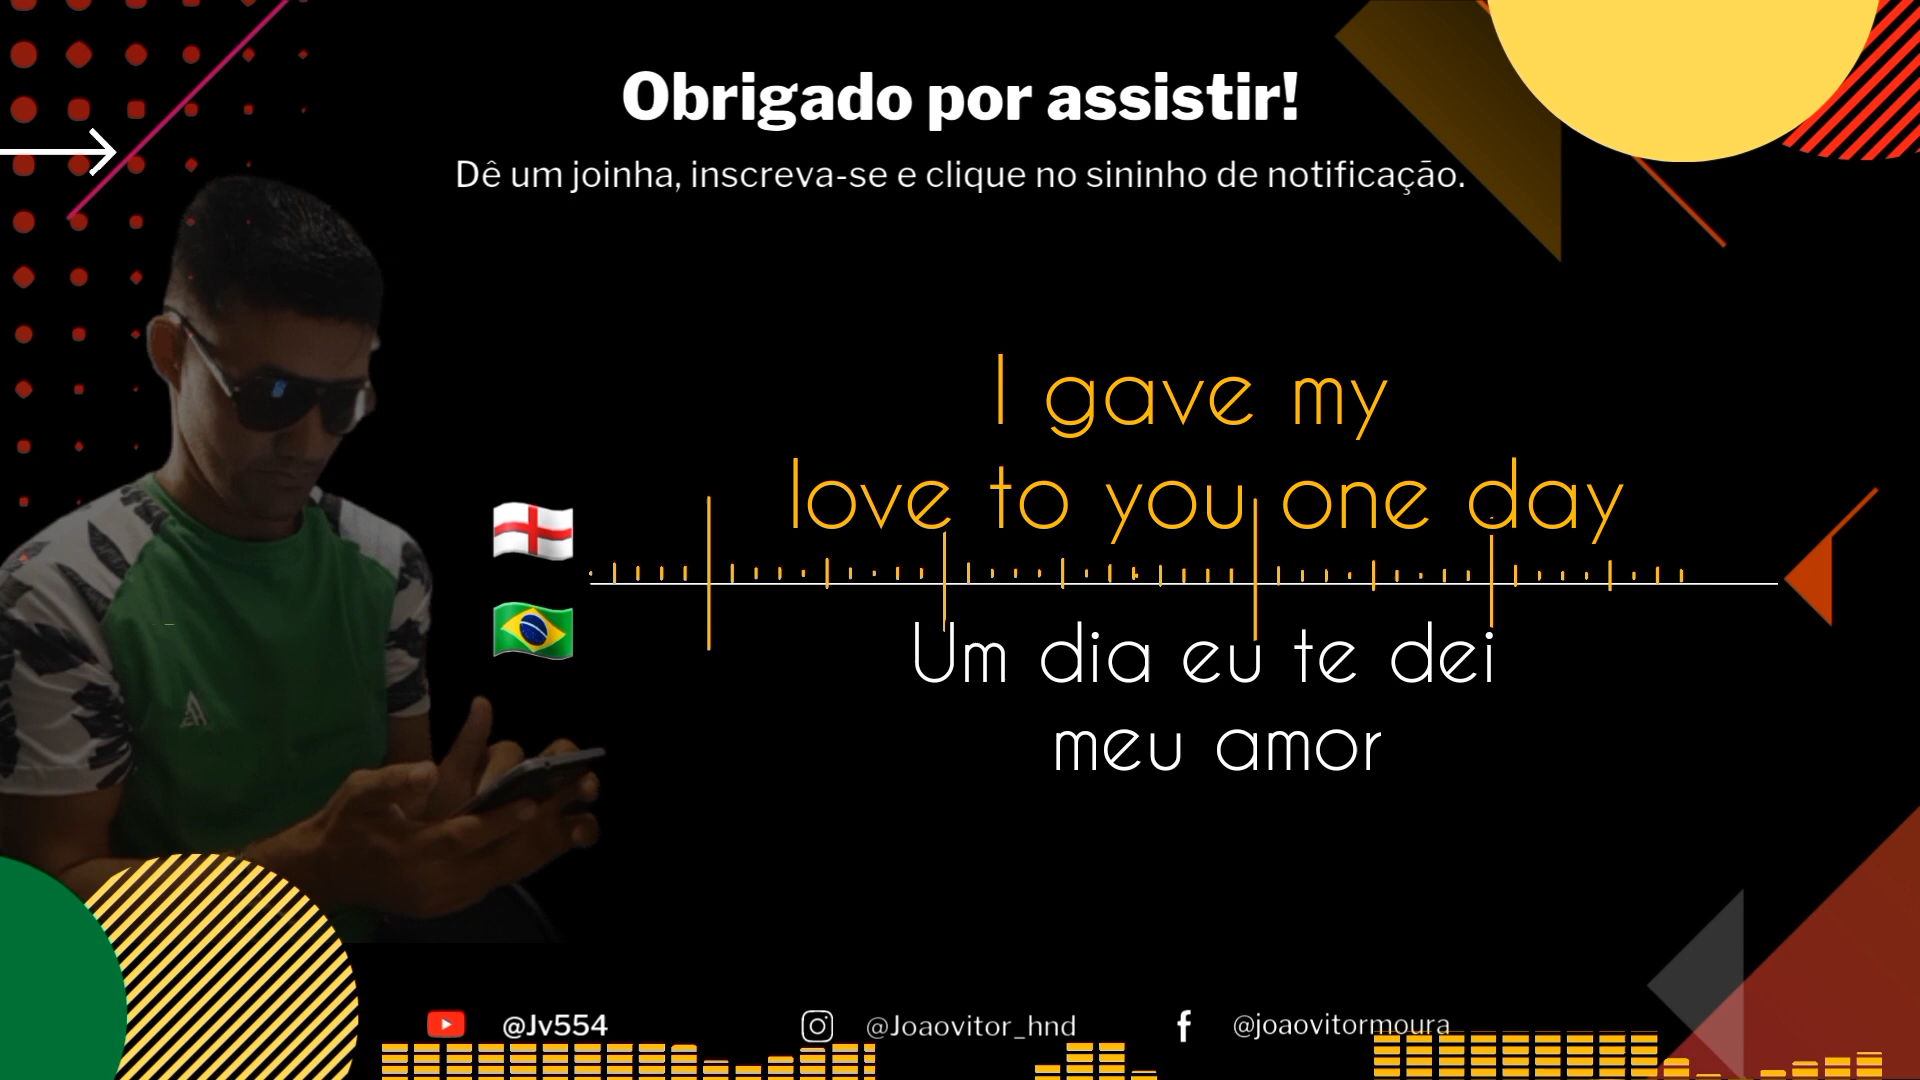 Obrigado por assistir!
Dê um joinha, inscreva-se e clique no sininho de notificação.
I gave my
love to you one day
Um dia eu te dei
meu amor
@Jv554
@Joaovitor_hnd
@joaovitormoura